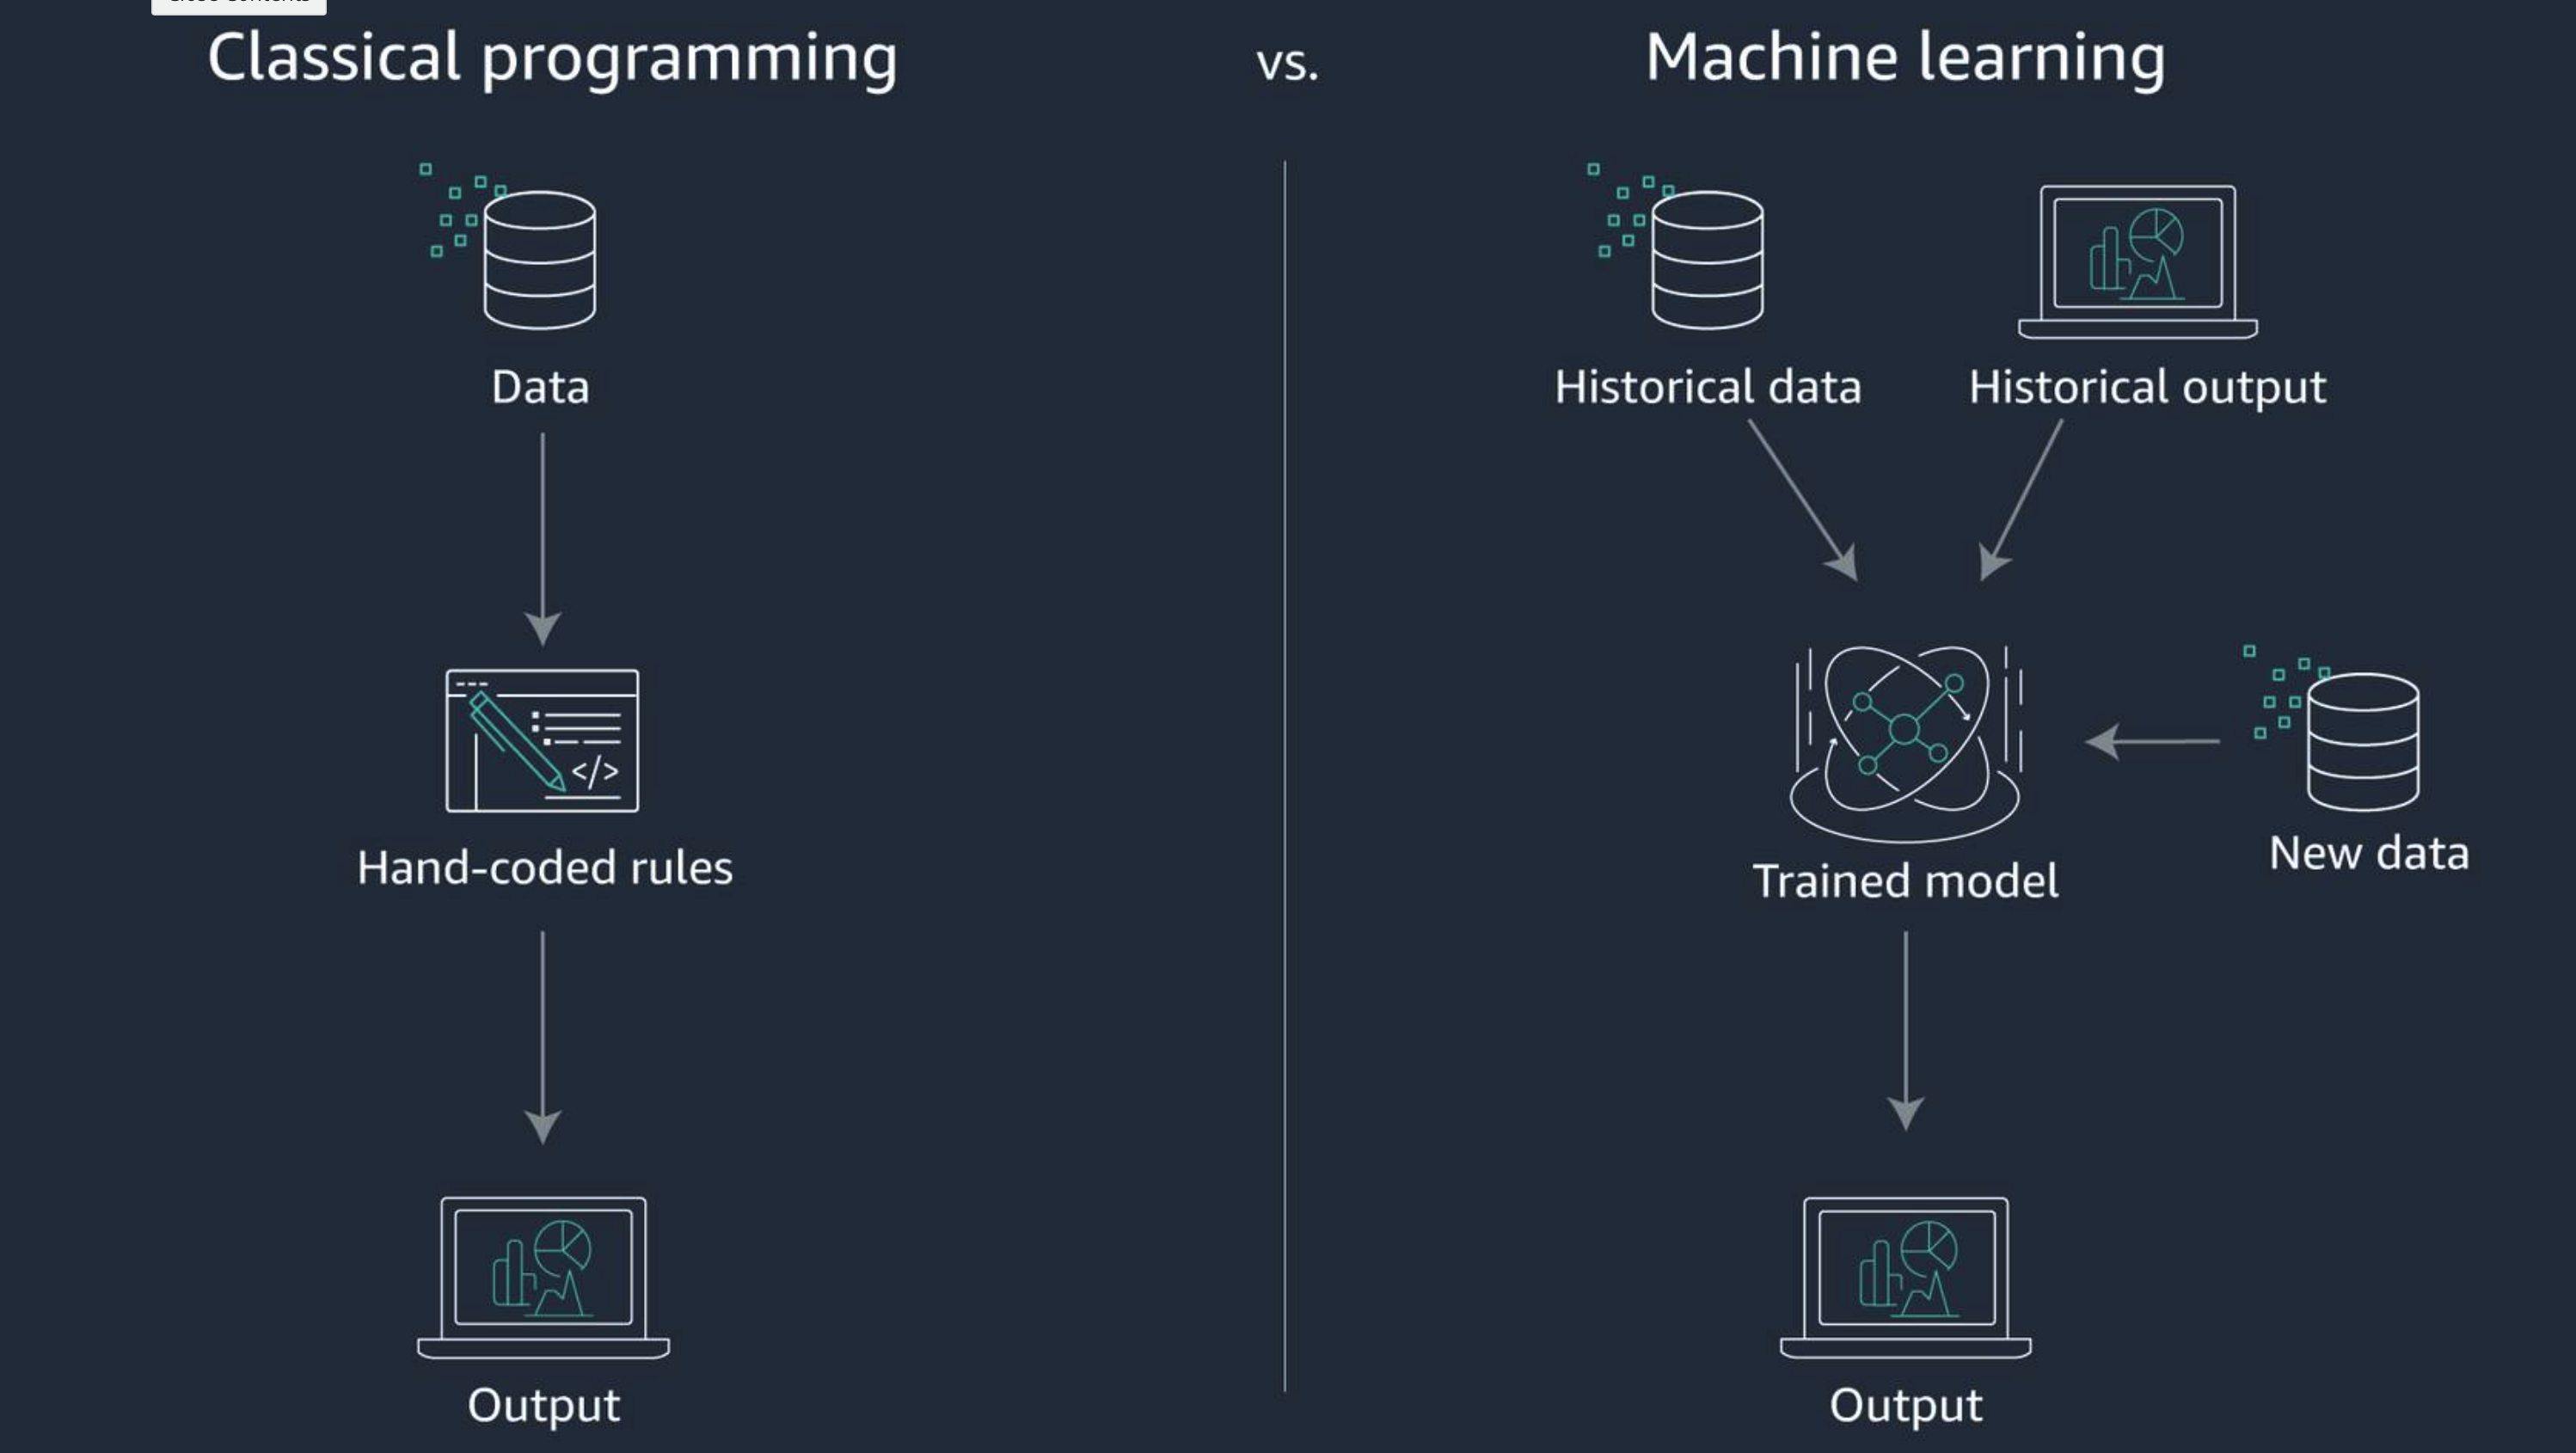 Classical programming
vs.
Machine learning
Data
Historical data
Historical output
</>
Hand-coded rules
Trained model
New data
Output
Output